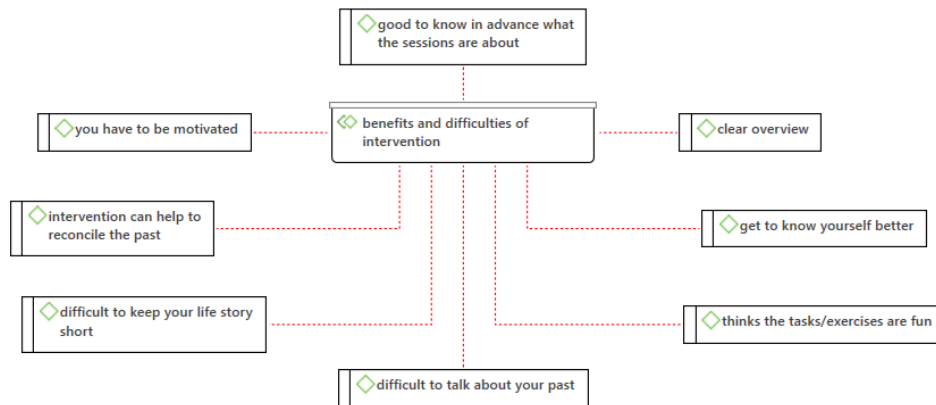 good to know in advance what
the sessions are about
you have to be motivated
benefits and difficulties of
intervention
clear overview
intervention can help to
reconcile the past
get to know yourself better
difficult to keep your life story
short
thinks the tasks/exercises are fun
difficult to talk about your past